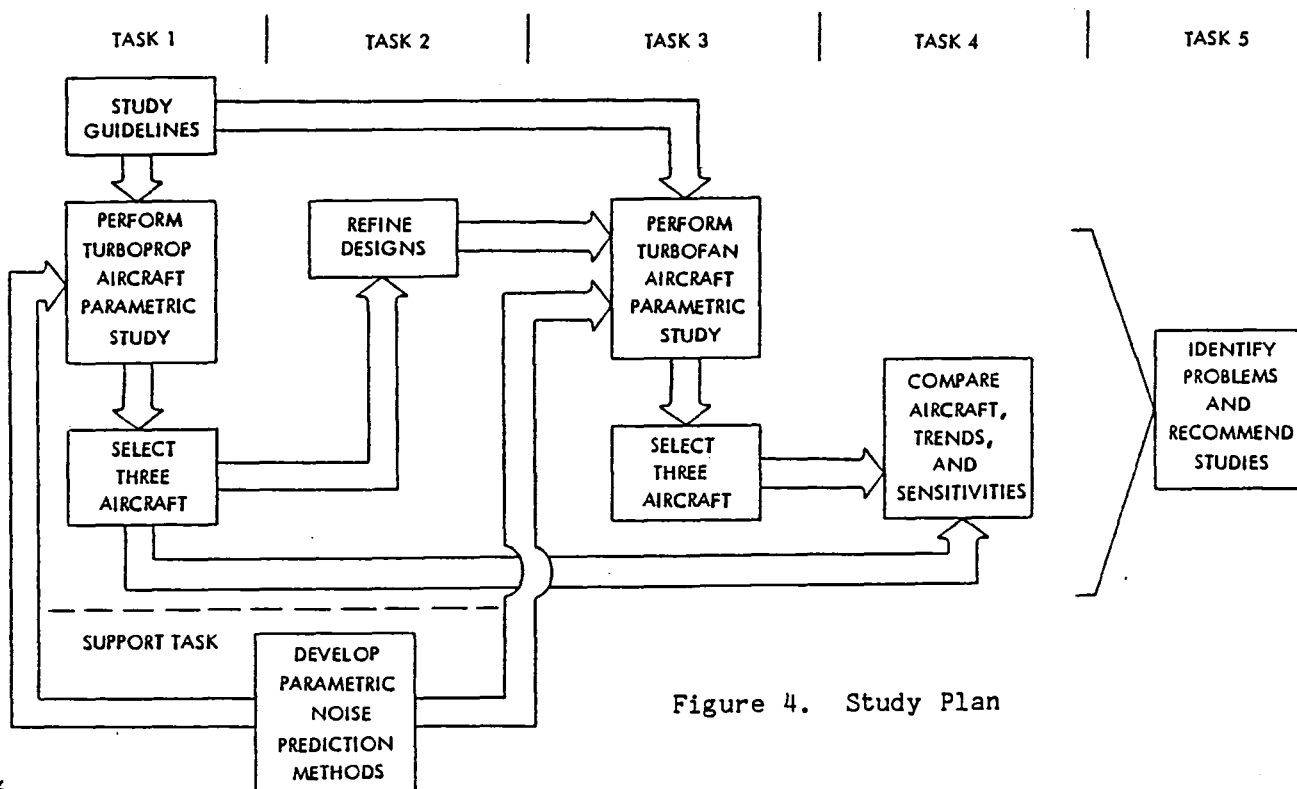 TASK 1
TASK 2
TASK 3
TASK 4
TASK 5
STUDY
GUIDELINES
PERFORM
TURBOPROP
AIRCRAFT
PARAMETRIC
STUDY
SELECT
THREE
AIRCRAFT
REFINE
DESIGNS
PERFORM
TURBOFAN
AIRCRAFT
PARAMETRIC
STUDY
SELECT
THREE
AIRCRAFT
COMPARE
AIRCRAFT,
TRENDS,
AND
SENSITIVITIES
IDENTIFY
PROBLEMS
AND
RECOMMEND
STUDIES
SUPPORT TASK
DEVELOP
PARAMETRIC
NOISE
PREDICTION
METHODS
Figure 4. Study Plan